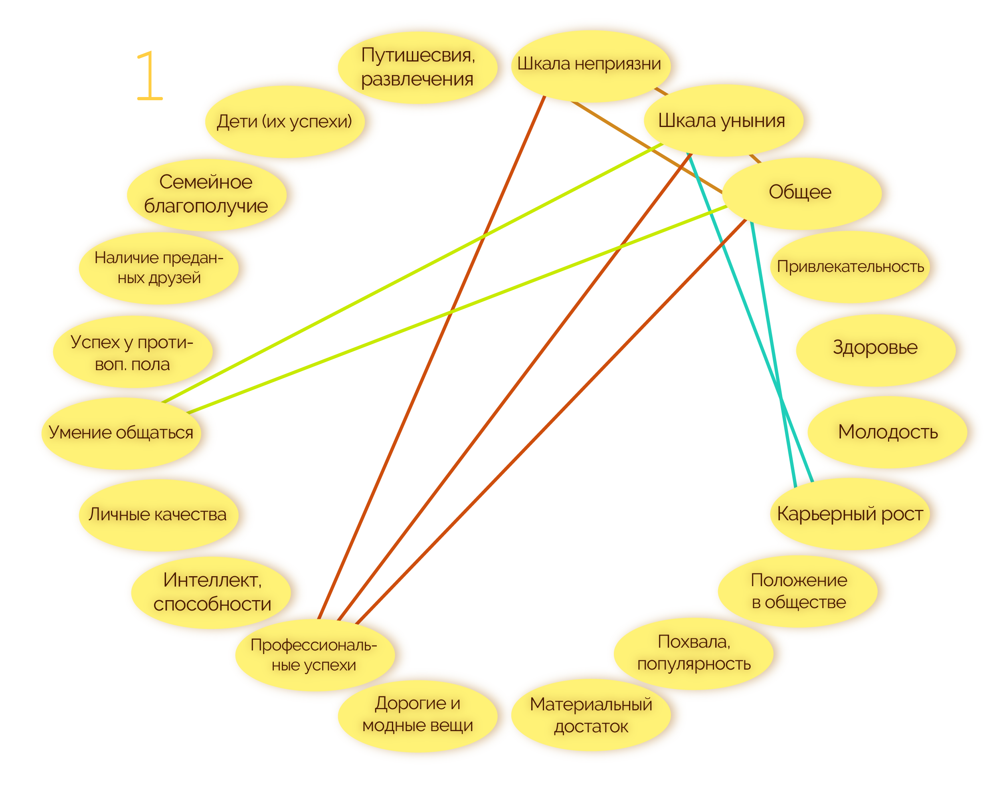 1
Путишесвия,
развлечения
Шкала неприязни
Шкала уныния
Общее
Привлекательность
Здоровье
Молодость
Карьерный рост
Положение
в обществе
Похвала,
популярность
Материальный
достаток
Дорогие и
модные вещи
Профессиональ-
ные успехи
Интеллект,
способности
Личные качества
Умение общаться
Успех у проти-
воп. пола
Наличие предан-
ных друзей
Семейное
благополучие
Дети (их успехи)